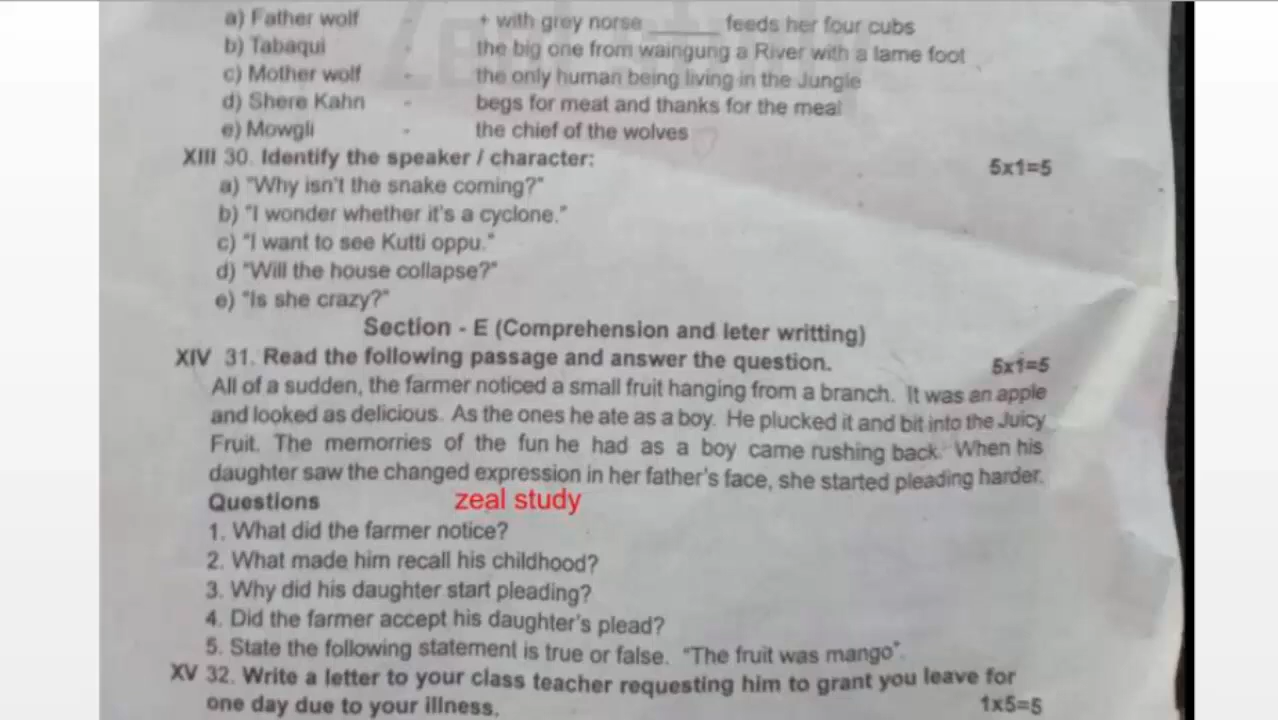 a) Father wolf - + with grey norse ____ feeds her four cubs
b) Tabaqui - the big one from waingung a River with a lame foot
c) Mother wolf - the only human being living in the Jungle
d) Shere Kahn - begs for meat and thanks for the meal
e) Mowgli - the chief of the wolves
XIII 30. Identify the speaker / character: 5x1=5
a) "Why isn't the snake coming?"
b) "I wonder whether it's a cyclone."
c) "I want to see Kutti oppu."
d) "Will the house collapse?"
e) "Is she crazy?"
Section - E (Comprehension and leter writting)
XIV 31. Read the following passage and answer the question. 5x1=5
All of a sudden, the farmer noticed a small fruit hanging from a branch. It was an apple
and looked as delicious. As the ones he ate as a boy. He plucked it and bit into the Juicy
Fruit. The memorries of the fun he had as a boy came rushing back. When his
daughter saw the changed expression in her father's face, she started pleading harder.
Questions zeal study
1. What did the farmer notice?
2. What made him recall his childhood?
3. Why did his daughter start pleading?
4. Did the farmer accept his daughter's plead?
5. State the following statement is true or false. "The fruit was mango".
XV 32. Write a letter to your class teacher requesting him to grant you leave for
one day due to your illness. 1x5=5